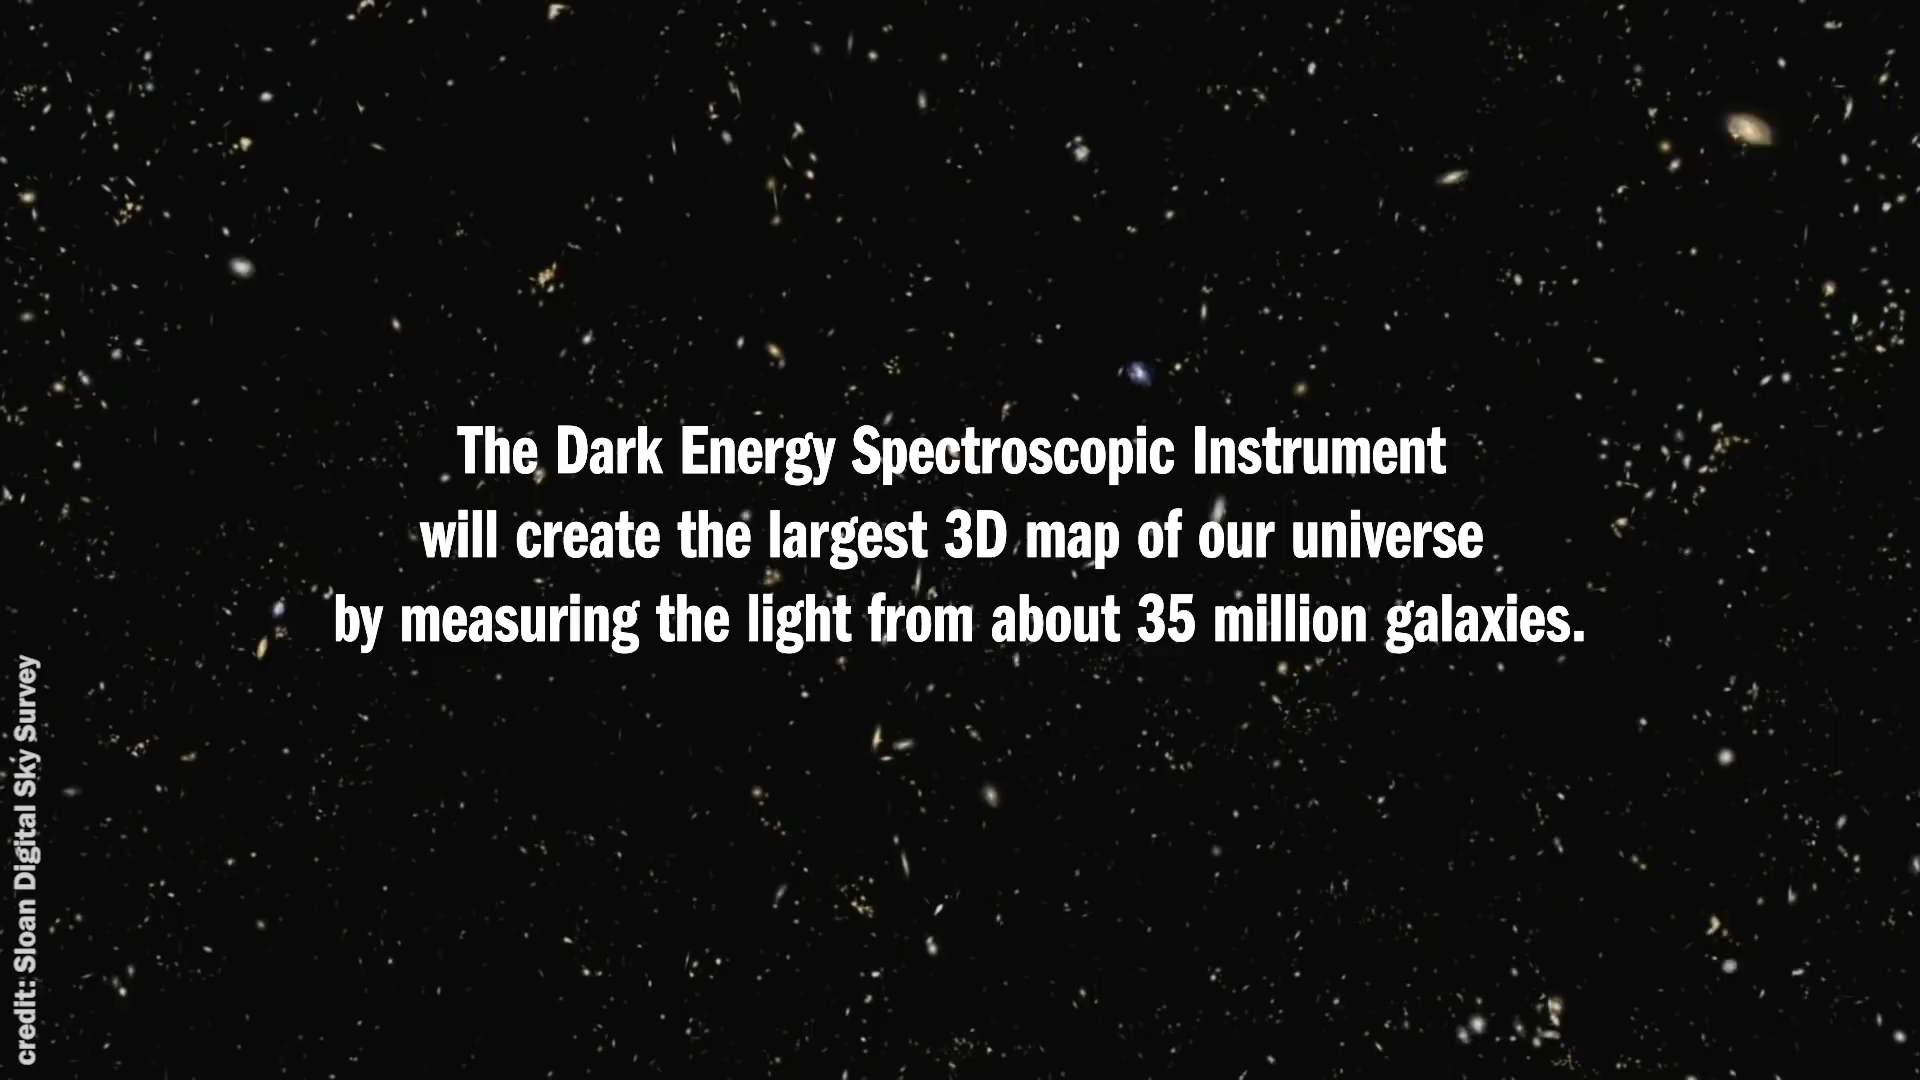 The Dark Energy Spectroscopic Instrument
will create the largest 3D map of our universe
by measuring the light from about 35 million galaxies.
credit: Sloan Digital Sky Survey